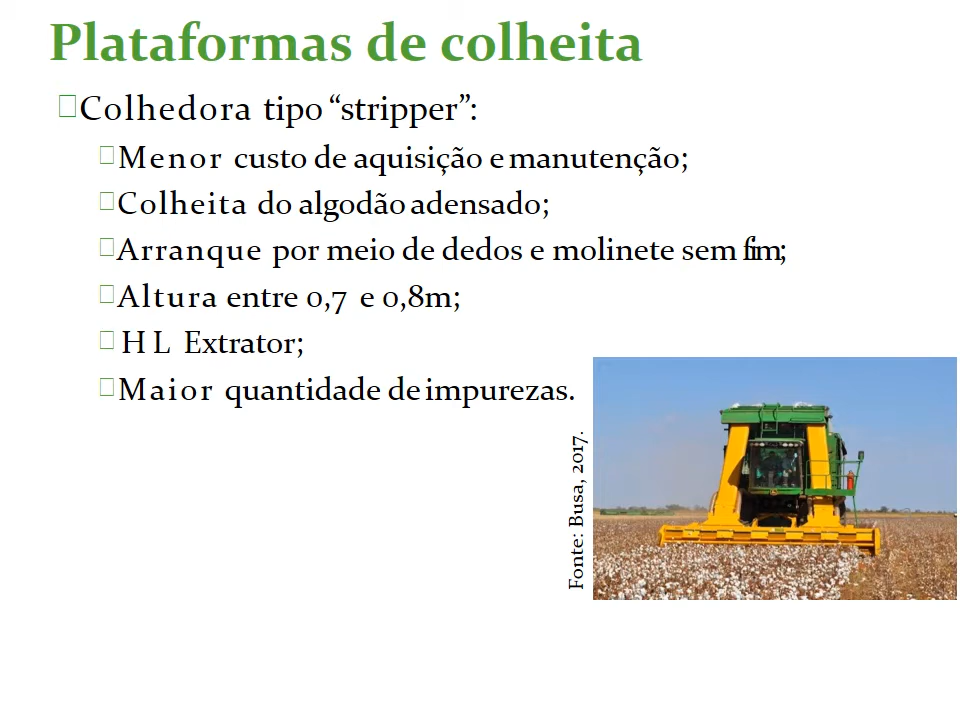 Plataformas de colheita
Colhedora tipo “stripper”:
Menor custo de aquisição e manutenção;
Colheita do algodão adensado;
Arranque por meio de dedos e molinete sem fim;
Altura entre 0,7 e 0,8m;
H L Extrator;
Maior quantidade de impurezas.
Fonte: Busa, 2017.